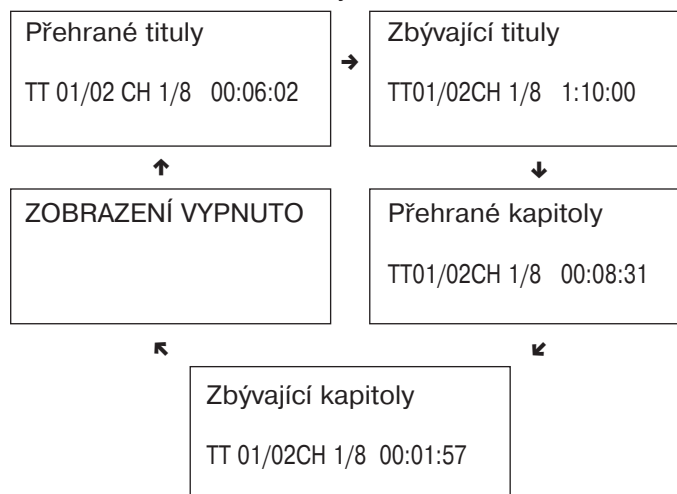 Přehrané tituly
TT 01/02 CH 1/8 00:06:02
Zbývající tituly
TT01/02CH 1/8 1:10:00
Přehrané kapitoly
TT01/02CH 1/8 00:08:31
Zbývající kapitoly
TT 01/02CH 1/8 00:01:57
ZOBRAZENÍ VYPNUTO